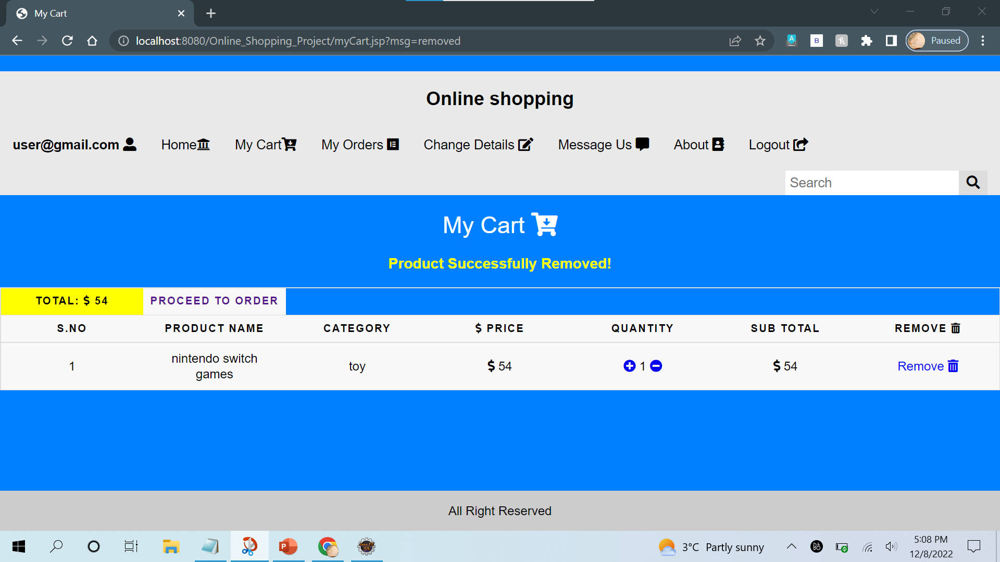 My Cart
localhost:8080/Online_Shopping_Project/myCart.jsp?msg=removed
Paused
Online shopping
user@gmail.com Home My Cart My Orders Change Details Message Us About Logout
Search
My Cart
Product Successfully Removed!
TOTAL: $ 54 PROCEED TO ORDER
S.NO PRODUCT NAME CATEGORY $ PRICE QUANTITY SUB TOTAL REMOVE
1 nintendo switch games toy $ 54 1 $ 54 Remove
All Right Reserved
3°C Partly sunny
5:08 PM
12/8/2022